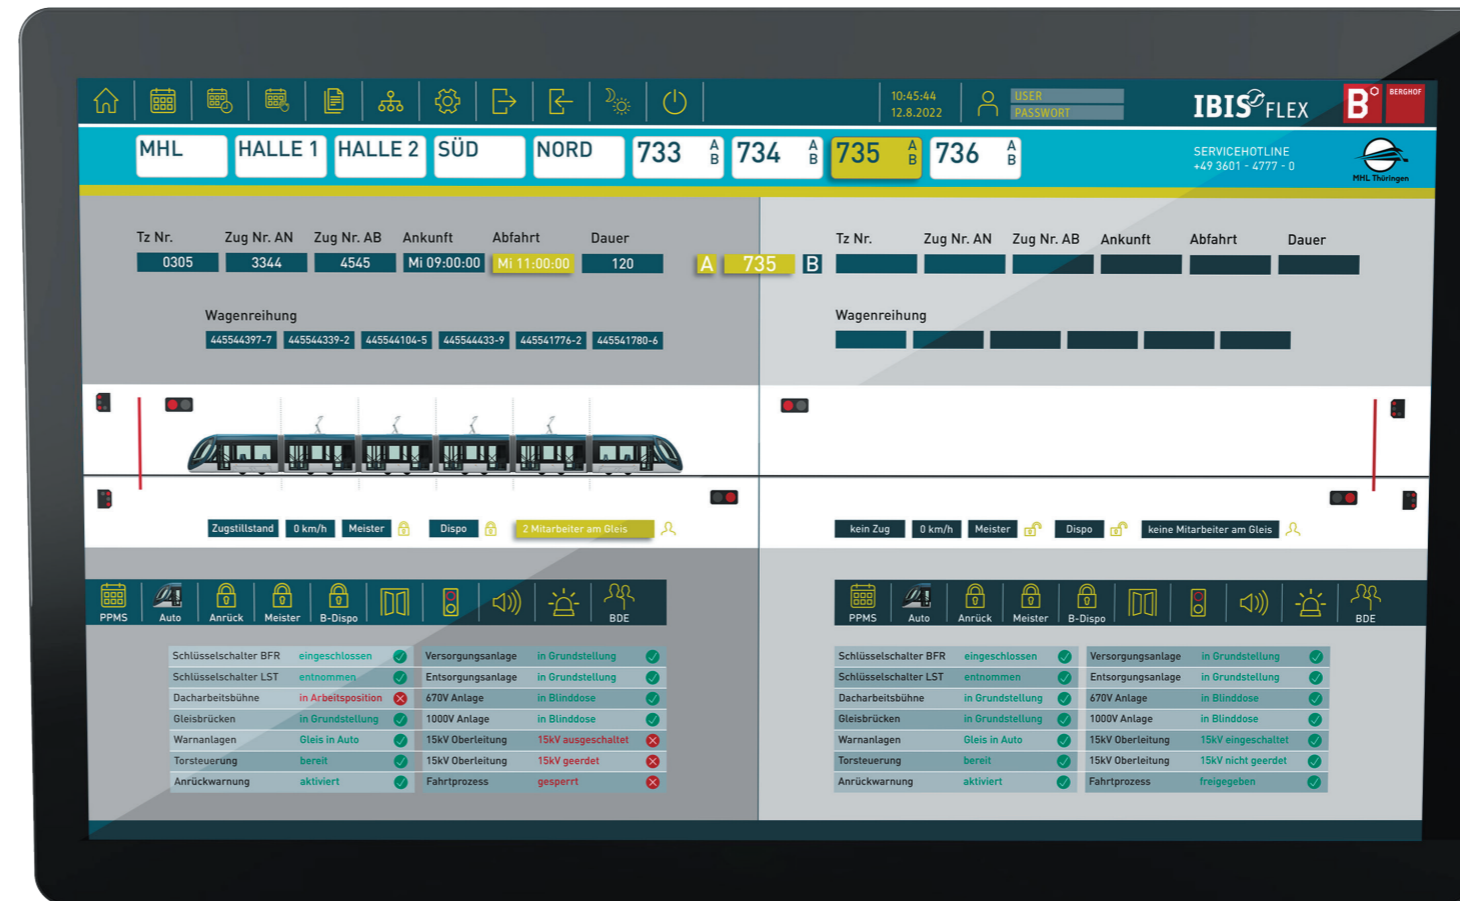 10:45:44
12.8.2022
USER
PASSWORT
IBIS FLEX
B
BERGHOF
MHL
HALLE 1
HALLE 2
SÜD
NORD
733 A B
734 A B
735 A B
736 A B
SERVICEHOTLINE
+49 3601 - 4777 - 0
MHL Thüringen
Tz Nr. Zug Nr. AN Zug Nr. AB Ankunft Abfahrt Dauer
0305 3344 4545 Mi 09:00:00 Mi 11:00:00 120
A 735 B
Tz Nr. Zug Nr. AN Zug Nr. AB Ankunft Abfahrt Dauer
Wagenreihung
445544397-7 445544339-2 445544104-5 445544433-9 445541776-2 445541780-6
Wagenreihung
Zugstillstand 0 km/h Meister Dispo 2 Mitarbeiter am Gleis
kein Zug 0 km/h Meister Dispo keine Mitarbeiter am Gleis
PPMS Auto Anrück Meister B-Dispo BDE
PPMS Auto Anrück Meister B-Dispo BDE
Schlüsselschalter BFR eingeschlossen Versorgungsanlage in Grundstellung
Schlüsselschalter LST entnommen Entsorgungsanlage in Grundstellung
Dacharbeitsbühne in Arbeitsposition 670V Anlage in Blinddose
Gleisbrücken in Grundstellung 1000V Anlage in Blinddose
Warnanlagen Gleis in Auto 15kV Oberleitung 15kV ausgeschaltet
Torsteuerung bereit 15kV Oberleitung 15kV geerdet
Anrückwarnung aktiviert Fahrtprozess gesperrt
Schlüsselschalter BFR eingeschlossen Versorgungsanlage in Grundstellung
Schlüsselschalter LST entnommen Entsorgungsanlage in Grundstellung
Dacharbeitsbühne in Grundstellung 670V Anlage in Blinddose
Gleisbrücken in Grundstellung 1000V Anlage in Blinddose
Warnanlagen Gleis in Auto 15kV Oberleitung 15kV eingeschaltet
Torsteuerung bereit 15kV Oberleitung 15kV nicht geerdet
Anrückwarnung aktiviert Fahrtprozess freigegeben